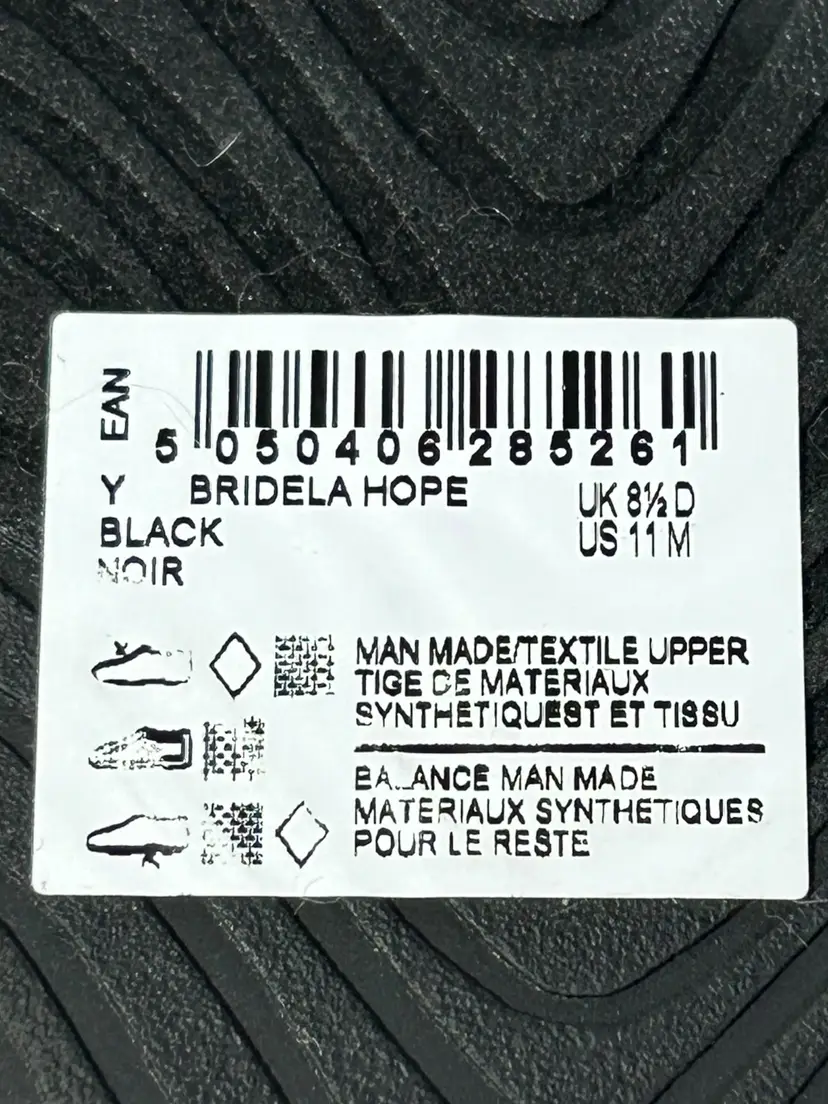 EAN
5 050406 285261
Y BRIDELA HOPE UK 8½ D
BLACK US 11 M
NOIR
MAN MADE/TEXTILE UPPER
TIGE DE MATERIAUX
SYNTHETIQUEST ET TISSU
BALANCE MAN MADE
MATERIAUX SYNTHETIQUES
POUR LE RESTE